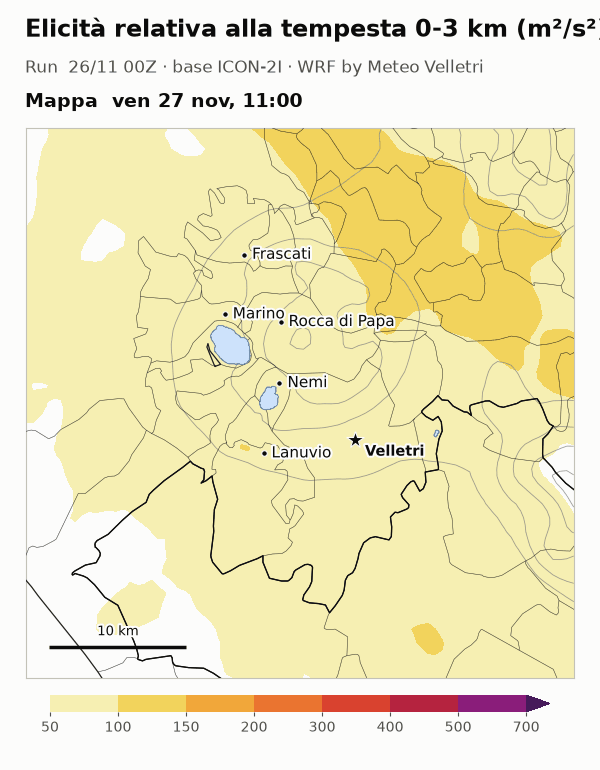 Elicità relativa alla tempesta 0-3 km (m²/s²)
Run  26/11 00Z · base ICON-2I · WRF by Meteo Velletri
Mappa  ven 27 nov, 11:00
Frascati
Marino
Rocca di Papa
Nemi
Velletri
Lanuvio
10 km
50 100 150 200 300 400 500 700